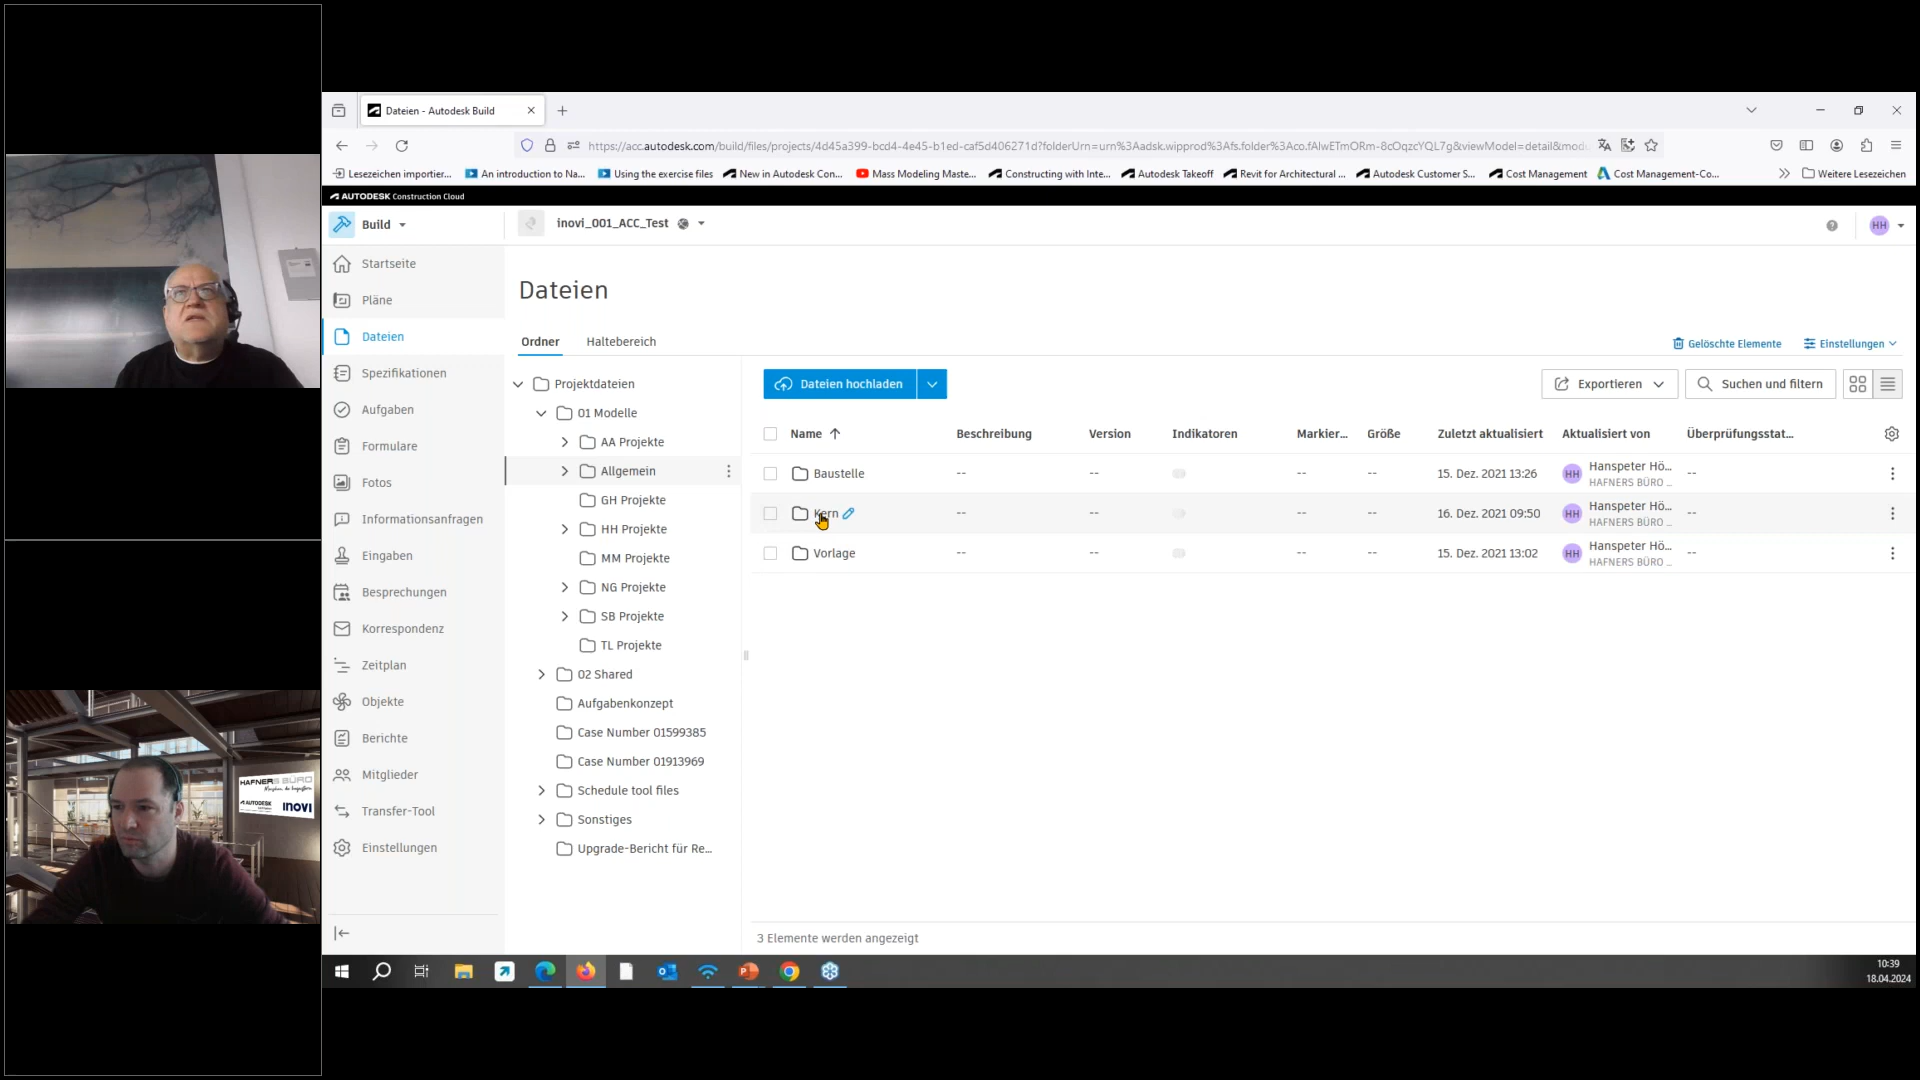 Dateien - Autodesk Build
https://acc.autodesk.com/build/files/projects/4d45a399-bcd4-4e45-b1ed-caf5d406271d?folderUrn=urn%3Aadsk.wipprod%3Afs.folder%3Aco.fAlwETmORm-8cOqzcYQL7g&viewModel=detail&mod
Lesezeichen importier... An introduction to Na... Using the exercise files New in Autodesk Con... Mass Modeling Maste... Constructing with Inte... Autodesk Takeoff Revit for Architectural ... Autodesk Customer S... Cost Management Cost Management-Co... Weitere Lesezeichen
AUTODESK Construction Cloud
Build inovi_001_ACC_Test HH
Startseite
Pläne
Dateien
Spezifikationen
Aufgaben
Formulare
Fotos
Informationsanfragen
Eingaben
Besprechungen
Korrespondenz
Zeitplan
Objekte
Berichte
Mitglieder
Transfer-Tool
Einstellungen
Dateien
Ordner Haltebereich
Gelöschte Elemente Einstellungen
Projektdateien
01 Modelle
AA Projekte
Allgemein
GH Projekte
HH Projekte
MM Projekte
NG Projekte
SB Projekte
TL Projekte
02 Shared
Aufgabenkonzept
Case Number 01599385
Case Number 01913969
Schedule tool files
Sonstiges
Upgrade-Bericht für Re...
Dateien hochladen Exportieren Suchen und filtern
Name Beschreibung Version Indikatoren Markier... Größe Zuletzt aktualisiert Aktualisiert von Überprüfungsstat...
Baustelle -- -- -- -- 15. Dez. 2021 13:26 HH Hanspeter Hö... --
HAFNERS BÜRO ...
Kern -- -- -- -- 16. Dez. 2021 09:50 HH Hanspeter Hö... --
HAFNERS BÜRO ...
Vorlage -- -- -- -- 15. Dez. 2021 13:02 HH Hanspeter Hö... --
HAFNERS BÜRO ...
3 Elemente werden angezeigt
10:39
18.04.2024
HAFNERS BÜRO
AUTODESK
INOVI